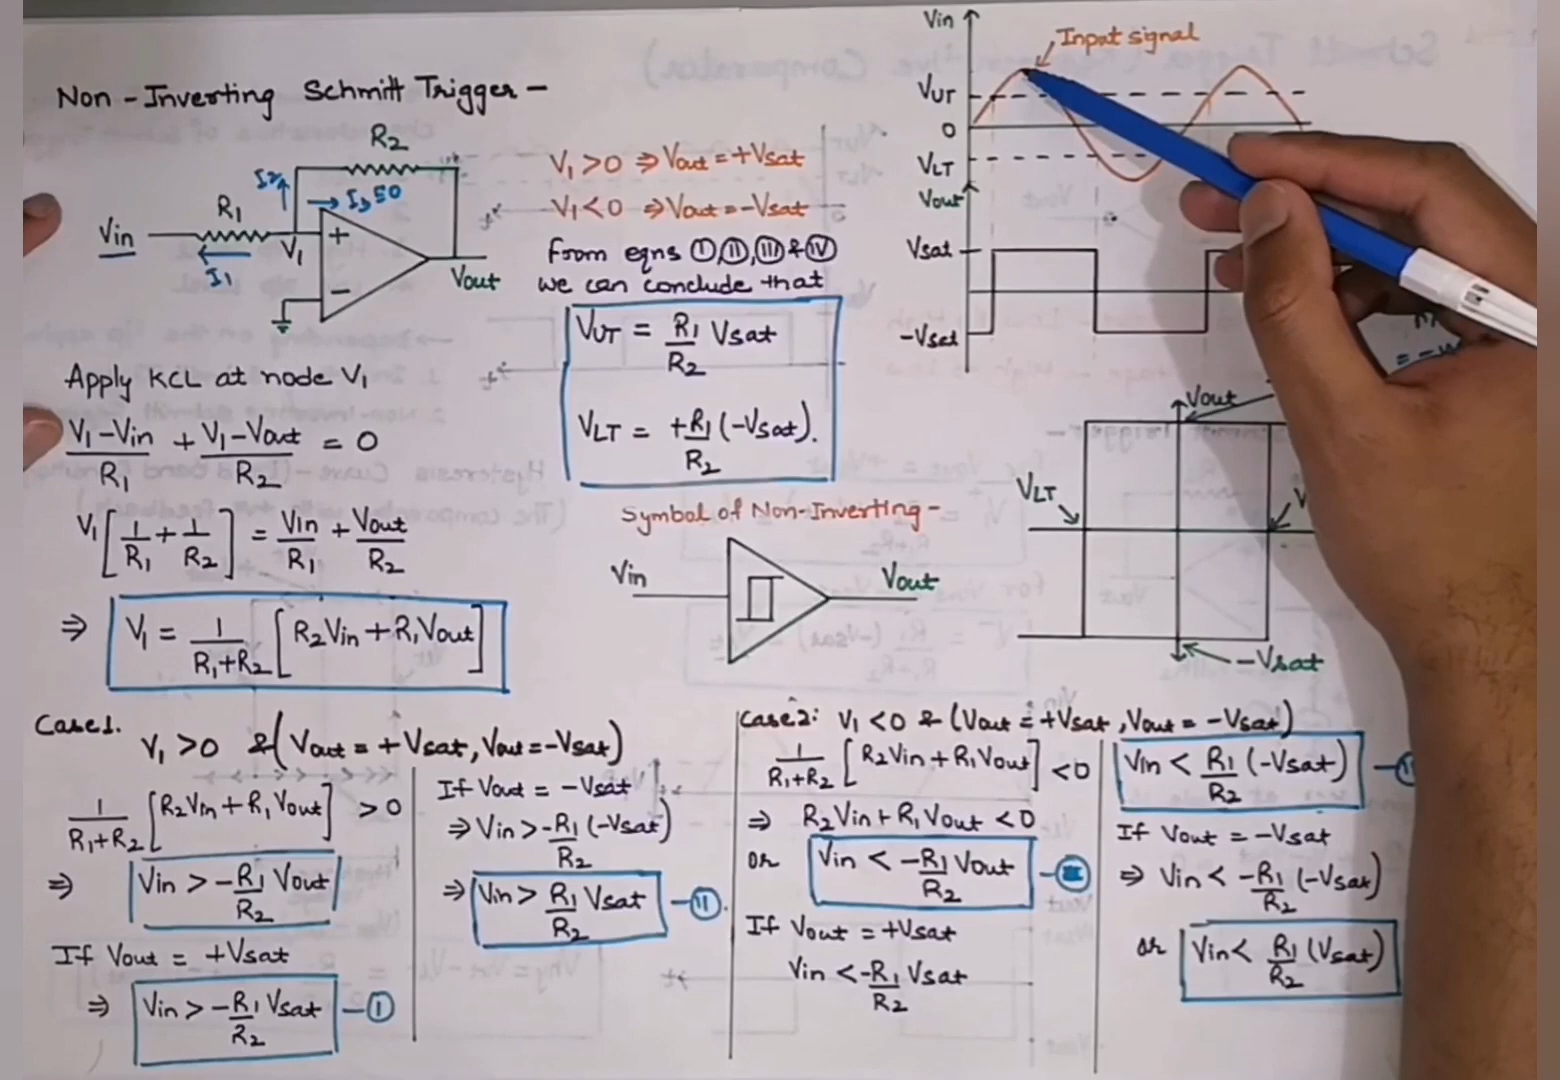 Non-Inverting Schmitt Trigger -
R2
I2
I3≈0
R1
Vin
V1
+
I1
-
Vout
V1>0 ⇒ Vout=+Vsat
V1<0 ⇒ Vout=-Vsat
From eqns Ⓘ,Ⓘ Ⓘ,ⒾⒾⒾ & ⒾⓋ
we can conclude that
VUT = R1/R2 Vsat
VLT = +R1/R2 (-Vsat).
Apply KCL at node V1
(V1-Vin)/R1 + (V1-Vout)/R2 = 0
V1[1/R1 + 1/R2] = Vin/R1 + Vout/R2
⇒ V1 = 1/(R1+R2) [R2Vin+R1Vout]
Symbol of Non-Inverting -
Vin
Vout
Vin
Input signal
VUT
0
VLT
Vout
Vsat
-Vsat
Vout
VLT
V
-Vsat
Case1.
V1>0 &(Vout=+Vsat,Vout=-Vsat)
1/(R1+R2) [R2Vin+R1Vout] >0
⇒ Vin>-R1/R2 Vout
If Vout = +Vsat
⇒ Vin>-R1/R2 Vsat -Ⓘ
If Vout = -Vsat
⇒ Vin>-R1/R2 (-Vsat)
⇒ Vin> R1/R2 Vsat -(II).
Case2: V1<0 & (Vout=+Vsat,Vout=-Vsat)
1/(R1+R2) [R2Vin+R1Vout] <0
⇒ R2Vin+R1Vout<0
or Vin < -R1/R2 Vout -(III)
If Vout=+Vsat
Vin<-R1/R2 Vsat
Vin < R1/R2 (-Vsat)
If Vout = -Vsat
⇒ Vin< -R1/R2 (-Vsat)
or Vin< R1/R2 (Vsat)